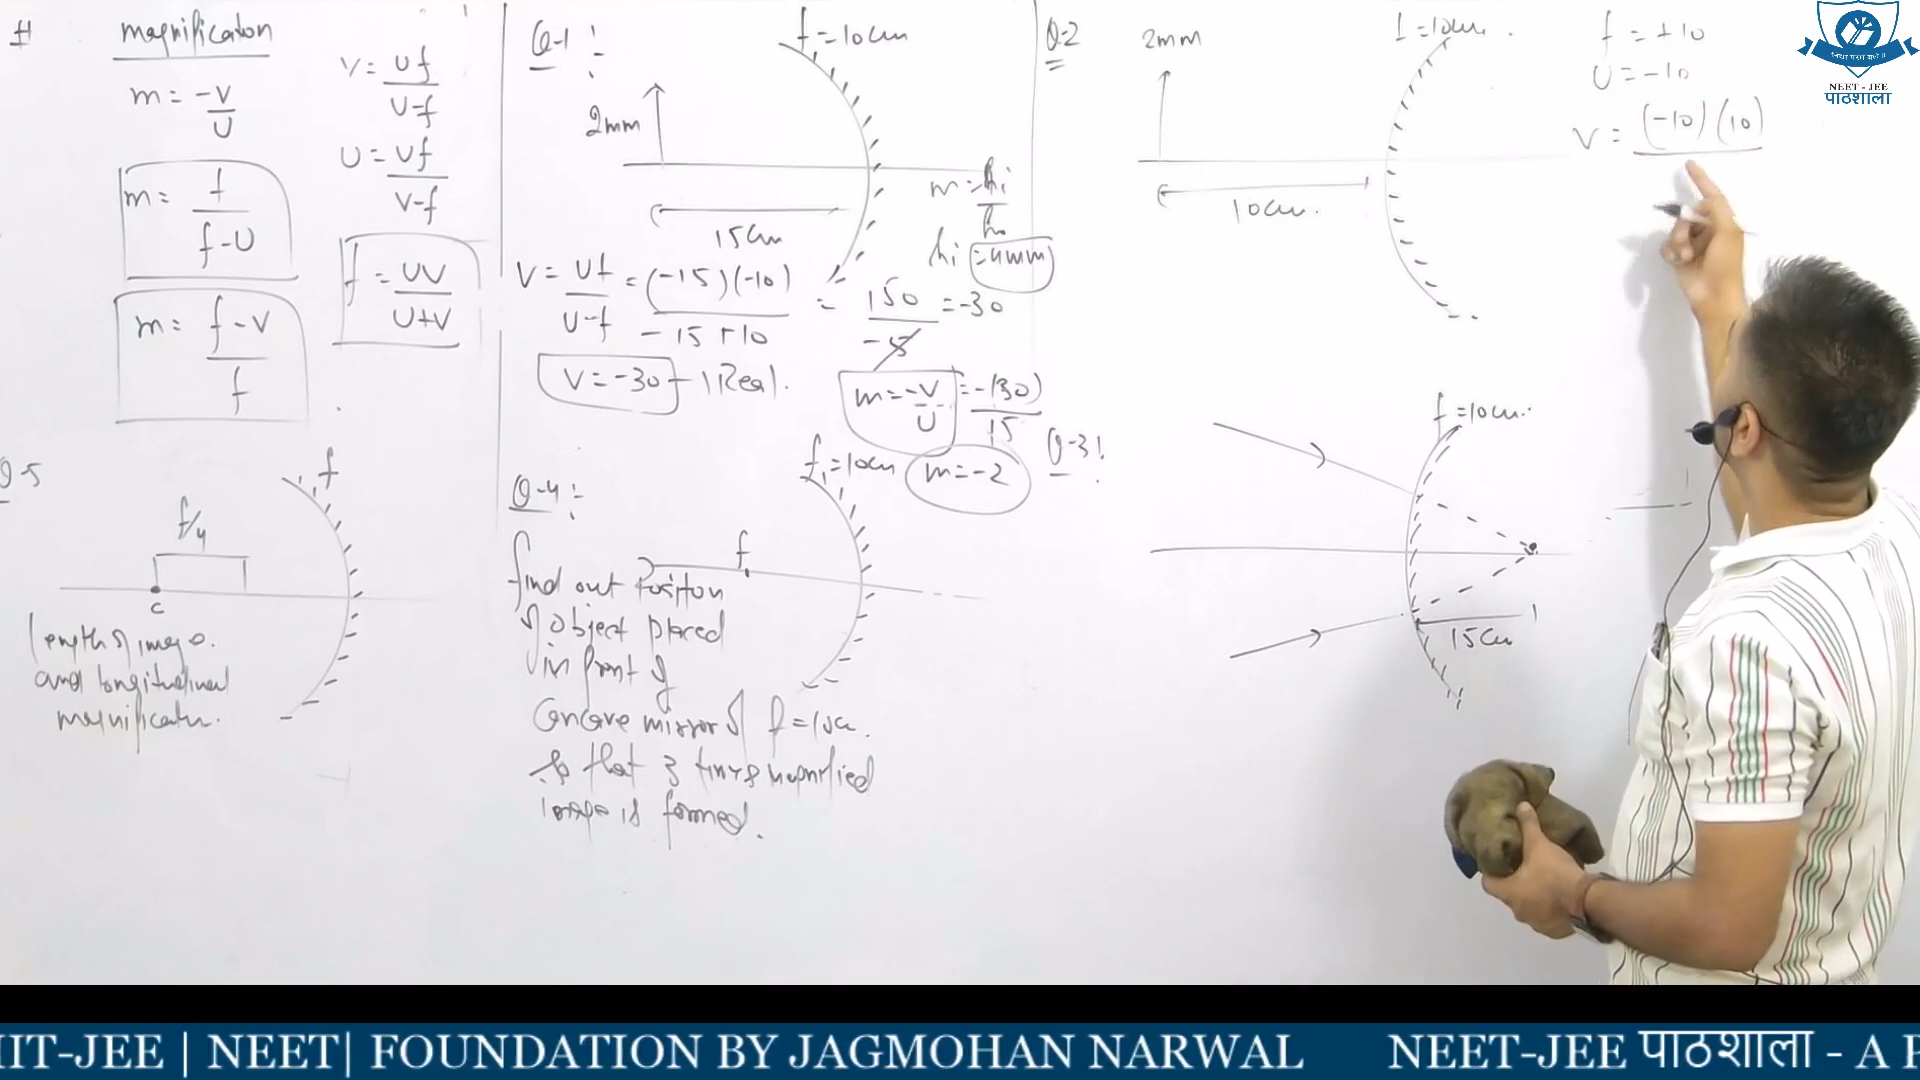 # magnification
m = -v/u
m = f/f-u
m = f-v/f
v = uf/u-f
u = vf/v-f
f = uv/u+v
Q-1 :
f = 10 cm
2mm
15 cm
m = hi/ho
hi = 4mm
v = uf/u-f = (-15)(-10)/-15+10 = 150/-5 = -30
v = -30 - 1 Real.
m = -v/u = -(30)/15
m = -2
Q-2
2mm
f = 10cm.
10cm.
f = +10
u = -10
v = (-10)(10)
Q-3!
f = 10cm.
15cm
Q-4 :
f = 10cm
f
find out Position
of object placed
in front of
Concave mirror of f = 10cm.
so that 3 times magnified
image is formed.
Q-5
f
f/4
c
length of image.
and longitudinal
magnification.
NEET - JEE
पाठशाला
IIT-JEE | NEET| FOUNDATION BY JAGMOHAN NARWAL NEET-JEE पाठशाला - A P